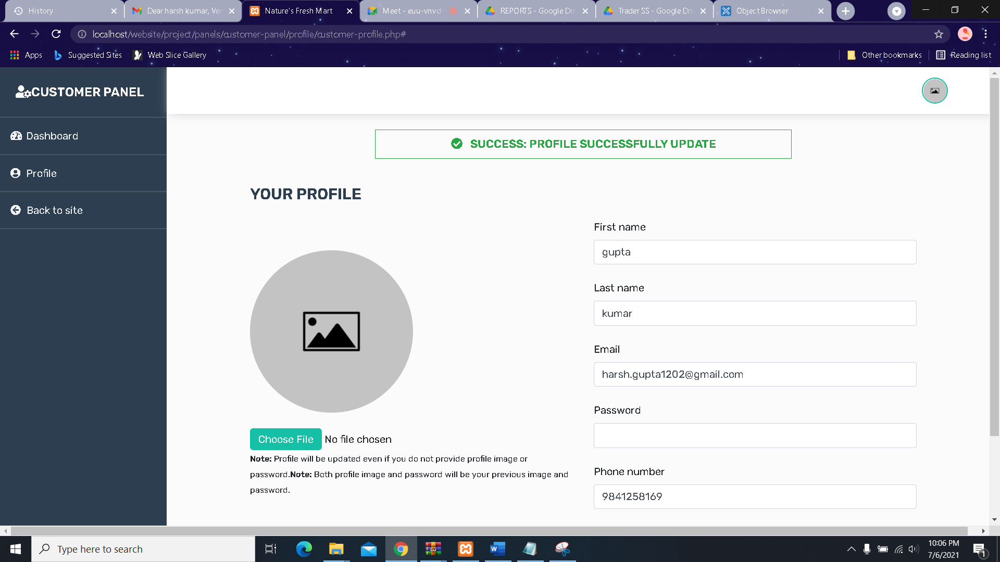 History
Dear harsh kumar, Ver
Nature's Fresh Mart
Meet - euu-vnvd-
REPORTS - Google Dri
Trader SS - Google Dri
Object Browser
localhost/website/project/panels/customer-panel/profile/customer-profile.php#
Apps
Suggested Sites
Web Slice Gallery
Other bookmarks
Reading list
CUSTOMER PANEL
Dashboard
Profile
Back to site
SUCCESS: PROFILE SUCCESSFULLY UPDATE
YOUR PROFILE
Choose File No file chosen
Note: Profile will be updated even if you do not provide profile image or
password.Note: Both profile image and password will be your previous image and
password.
First name
gupta
Last name
kumar
Email
harsh.gupta1202@gmail.com
Password
Phone number
9841258169
Type here to search
10:06 PM
7/6/2021
1